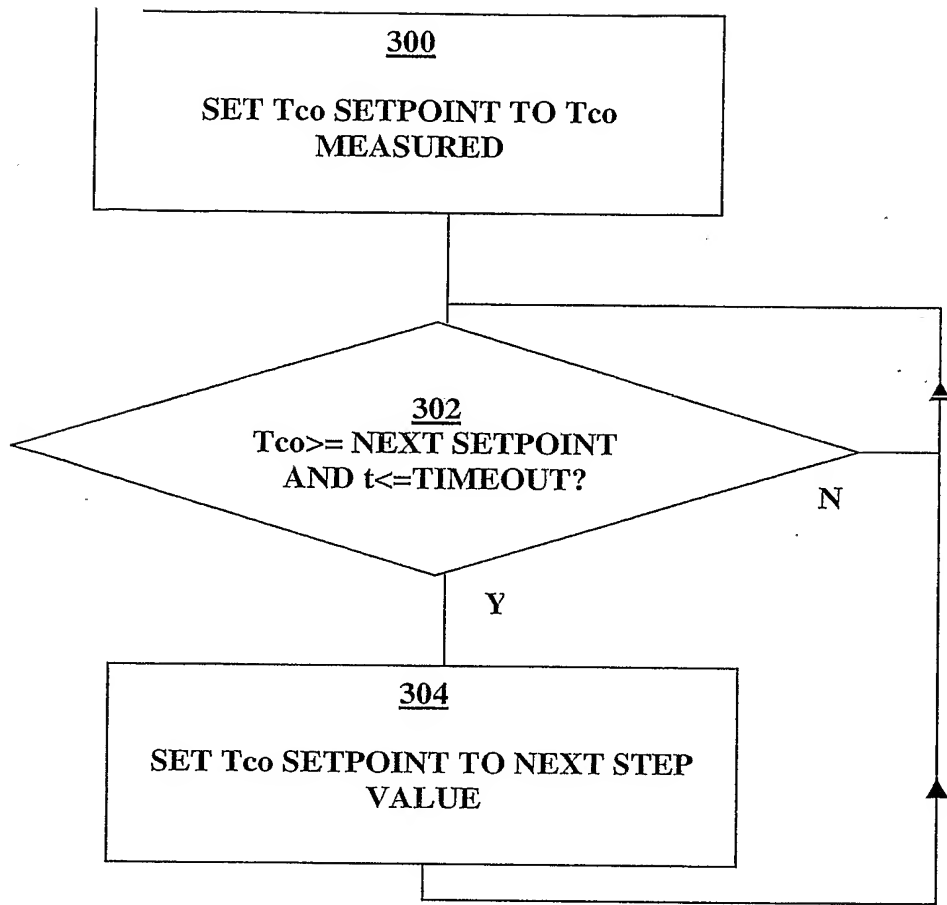 300
SET Tco SETPOINT TO Tco
MEASURED
302
Tco>= NEXT SETPOINT
AND t<=TIMEOUT?
N
Y
304
SET Tco SETPOINT TO NEXT STEP
VALUE